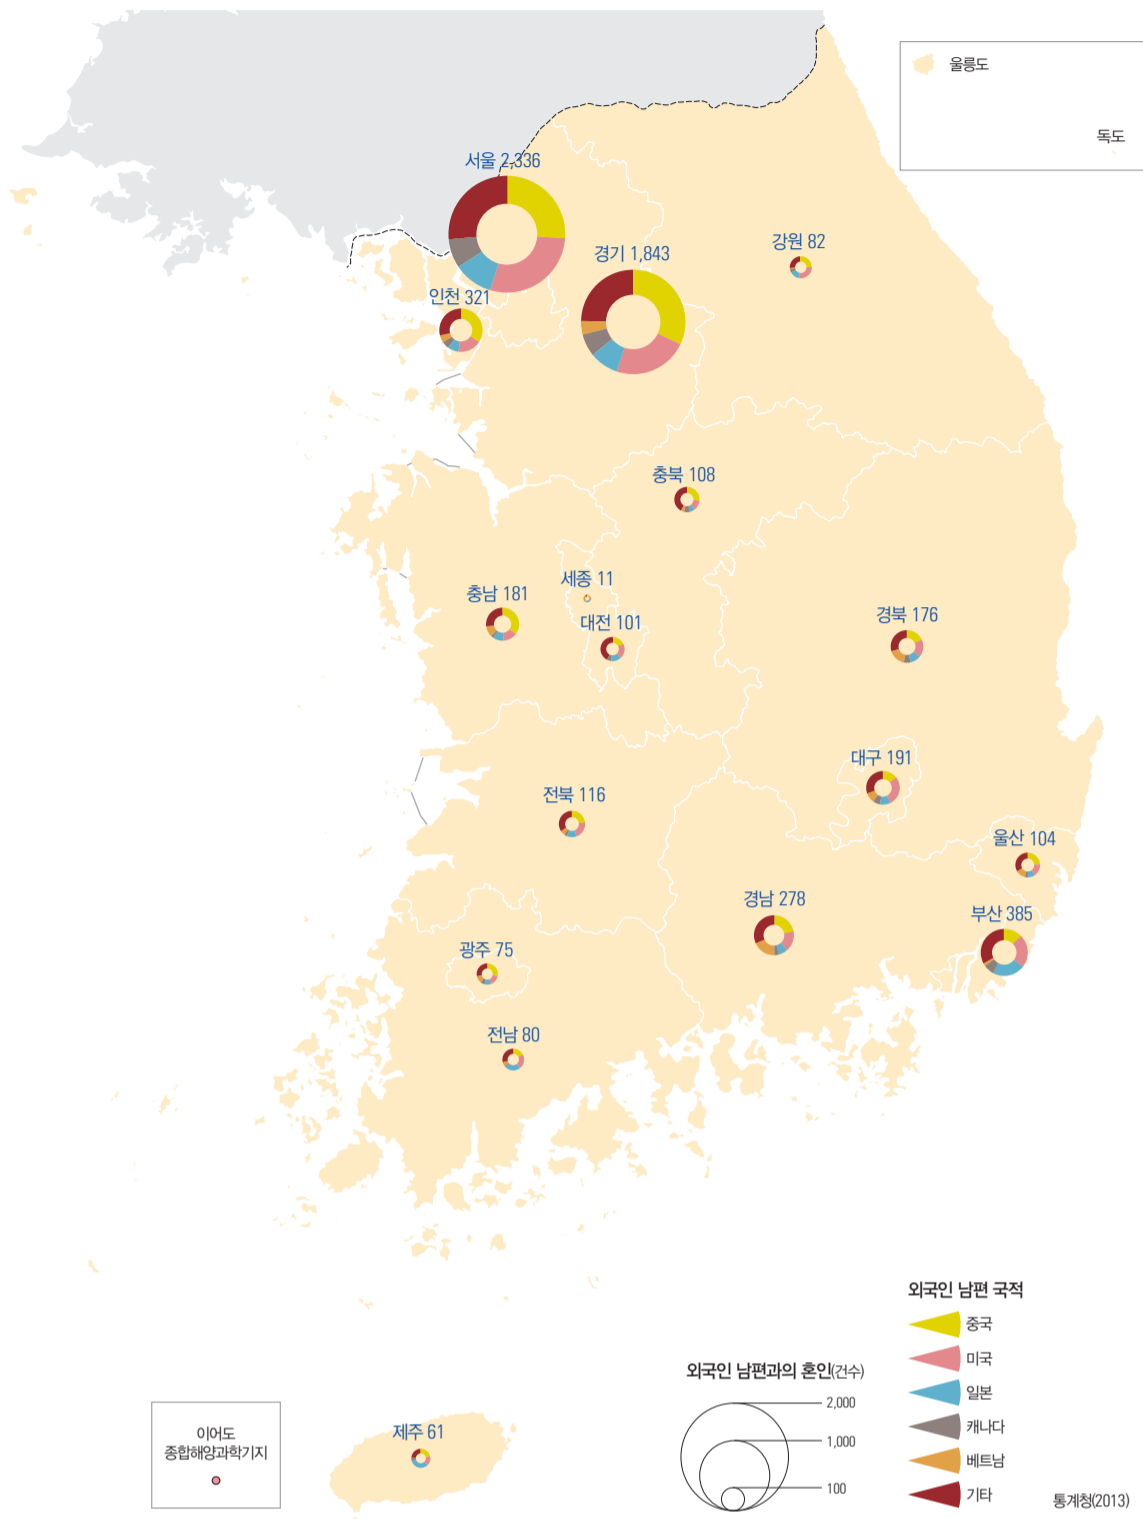 울릉도
독도
서울 2,336
경기 1,843
강원 82
인천 321
충북 108
세종 11
충남 181
대전 101
경북 176
대구 191
전북 116
울산 104
경남 278
부산 385
광주 75
전남 80
제주 61
이어도
종합해양과학기지
외국인 남편과의 혼인(건수)
2,000
1,000
100
외국인 남편 국적
중국
미국
일본
캐나다
베트남
기타
통계청(2013)